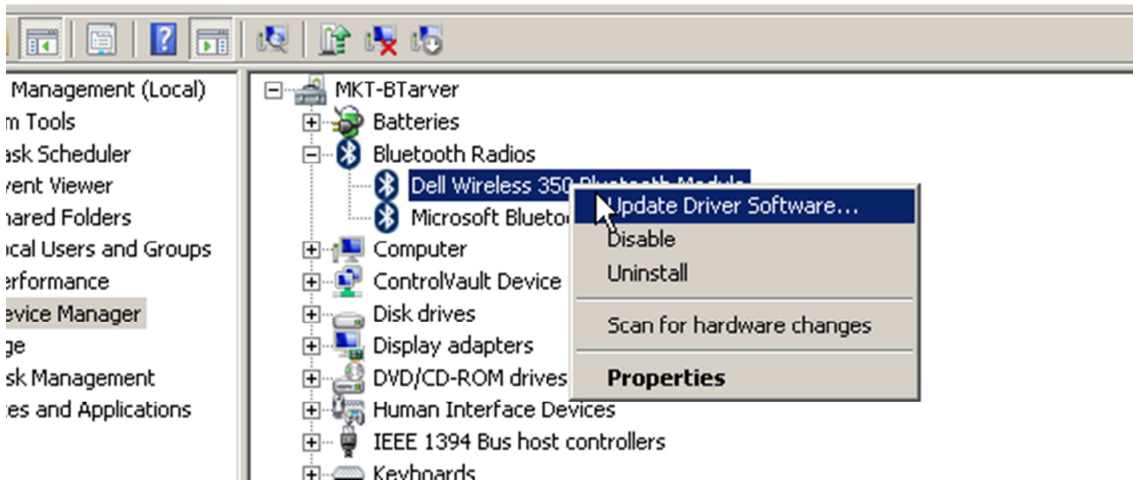 Management (Local)
m Tools
ask Scheduler
vent Viewer
hared Folders
ocal Users and Groups
erformance
evice Manager
ge
sk Management
es and Applications
MKT-BTarver
Batteries
Bluetooth Radios
Dell Wireless 350 Bluetooth Module
Microsoft Bluetoo
Computer
ControlVault Device
Disk drives
Display adapters
DVD/CD-ROM drives
Human Interface Devices
IEEE 1394 Bus host controllers
Keyboards
Update Driver Software...
Disable
Uninstall
Scan for hardware changes
Properties